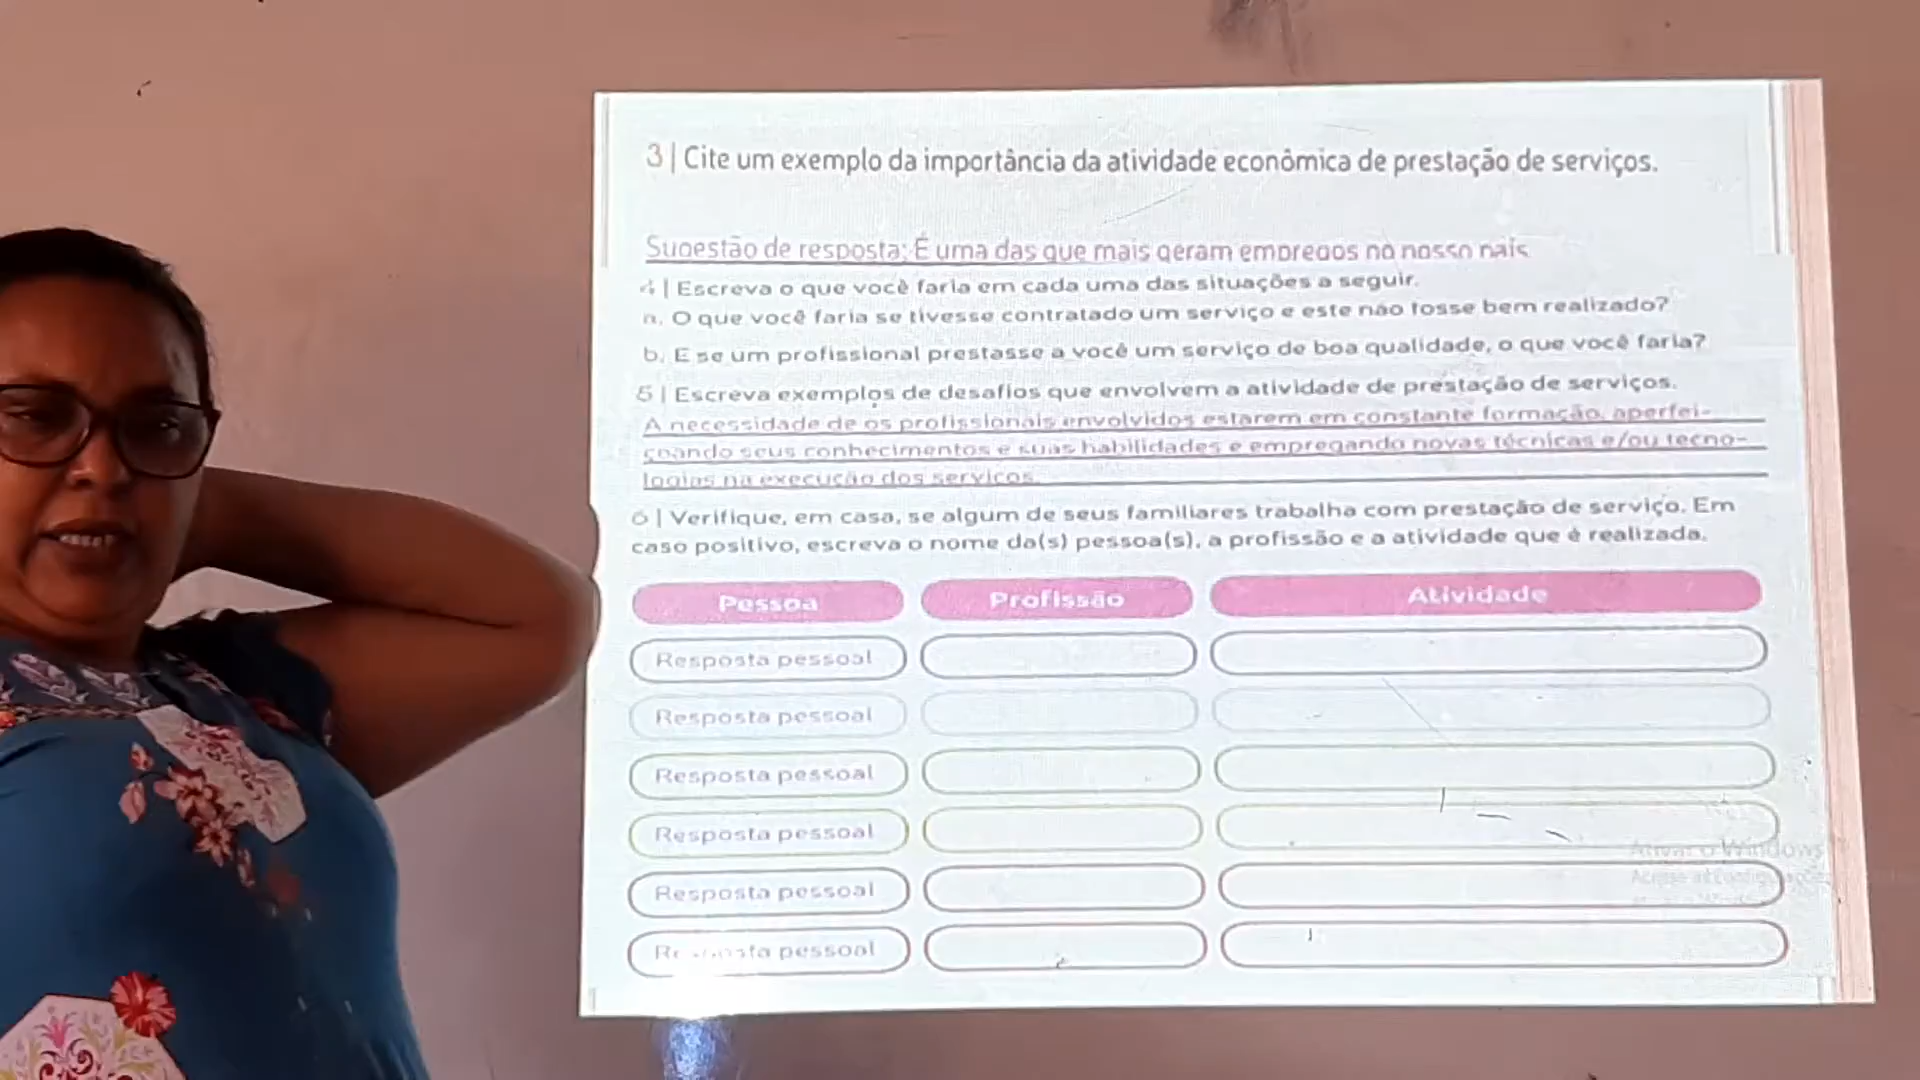 3 | Cite um exemplo da importância da atividade econômica de prestação de serviços.
Sugestão de resposta: É uma das que mais geram empregos no nosso país
4 | Escreva o que você faria em cada uma das situações a seguir.
a. O que você faria se tivesse contratado um serviço e este não fosse bem realizado?
b. E se um profissional prestasse a você um serviço de boa qualidade, o que você faria?
5 | Escreva exemplos de desafios que envolvem a atividade de prestação de serviços.
A necessidade de os profissionais envolvidos estarem em constante formação, aperfei-
çoando seus conhecimentos e suas habilidades e empregando novas técnicas e/ou tecno-
logias na execução dos serviços.
6 | Verifique, em casa, se algum de seus familiares trabalha com prestação de serviço. Em
caso positivo, escreva o nome da(s) pessoa(s), a profissão e a atividade que é realizada.
Pessoa Profissão Atividade
Resposta pessoal
Resposta pessoal
Resposta pessoal
Resposta pessoal
Ativar o Windows
Resposta pessoal
Resposta pessoal